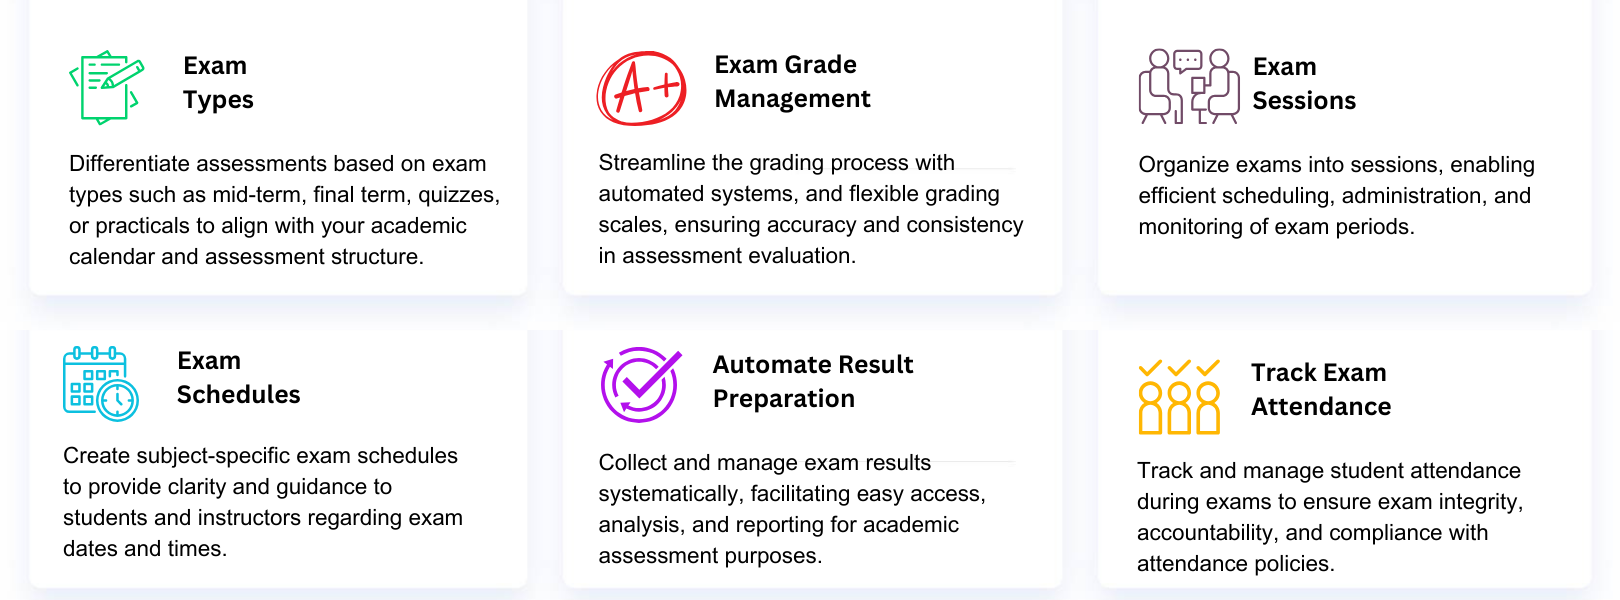 Exam
Types
Differentiate assessments based on exam
types such as mid-term, final term, quizzes,
or practicals to align with your academic
calendar and assessment structure.
A+
Exam Grade
Management
Streamline the grading process with
automated systems, and flexible grading
scales, ensuring accuracy and consistency
in assessment evaluation.
Exam
Sessions
Organize exams into sessions, enabling
efficient scheduling, administration, and
monitoring of exam periods.
Exam
Schedules
Create subject-specific exam schedules
to provide clarity and guidance to
students and instructors regarding exam
dates and times.
Automate Result
Preparation
Collect and manage exam results
systematically, facilitating easy access,
analysis, and reporting for academic
assessment purposes.
Track Exam
Attendance
Track and manage student attendance
during exams to ensure exam integrity,
accountability, and compliance with
attendance policies.